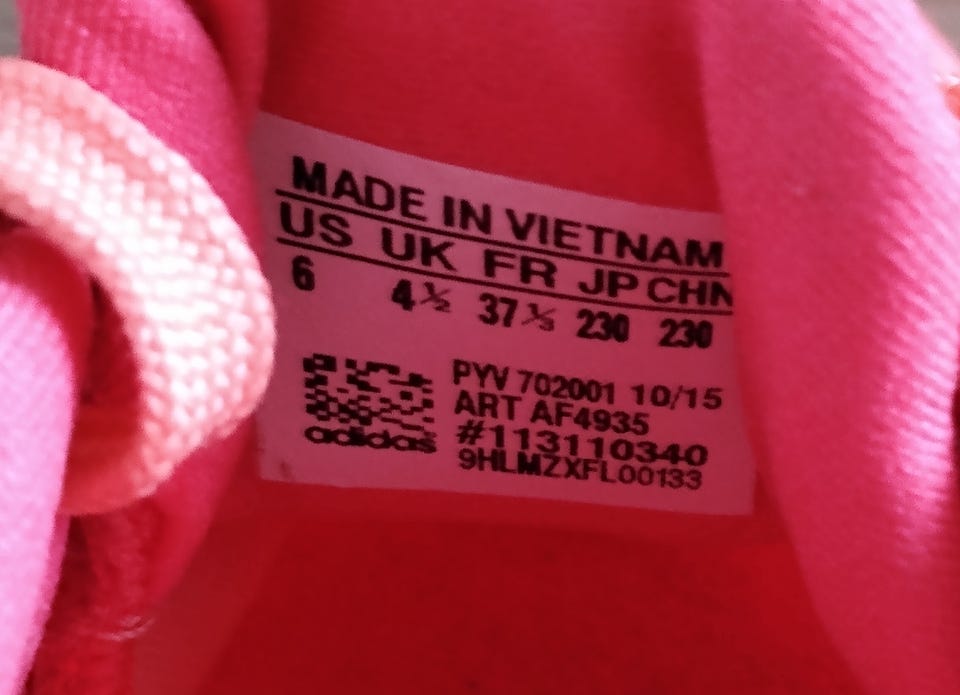 MADE IN VIETNAM
US UK FR JP CHN
6 4½ 37⅓ 230 230
PYV 702001 10/15
ART AF4935
#113110340
9HLMZXFL00133
adidas